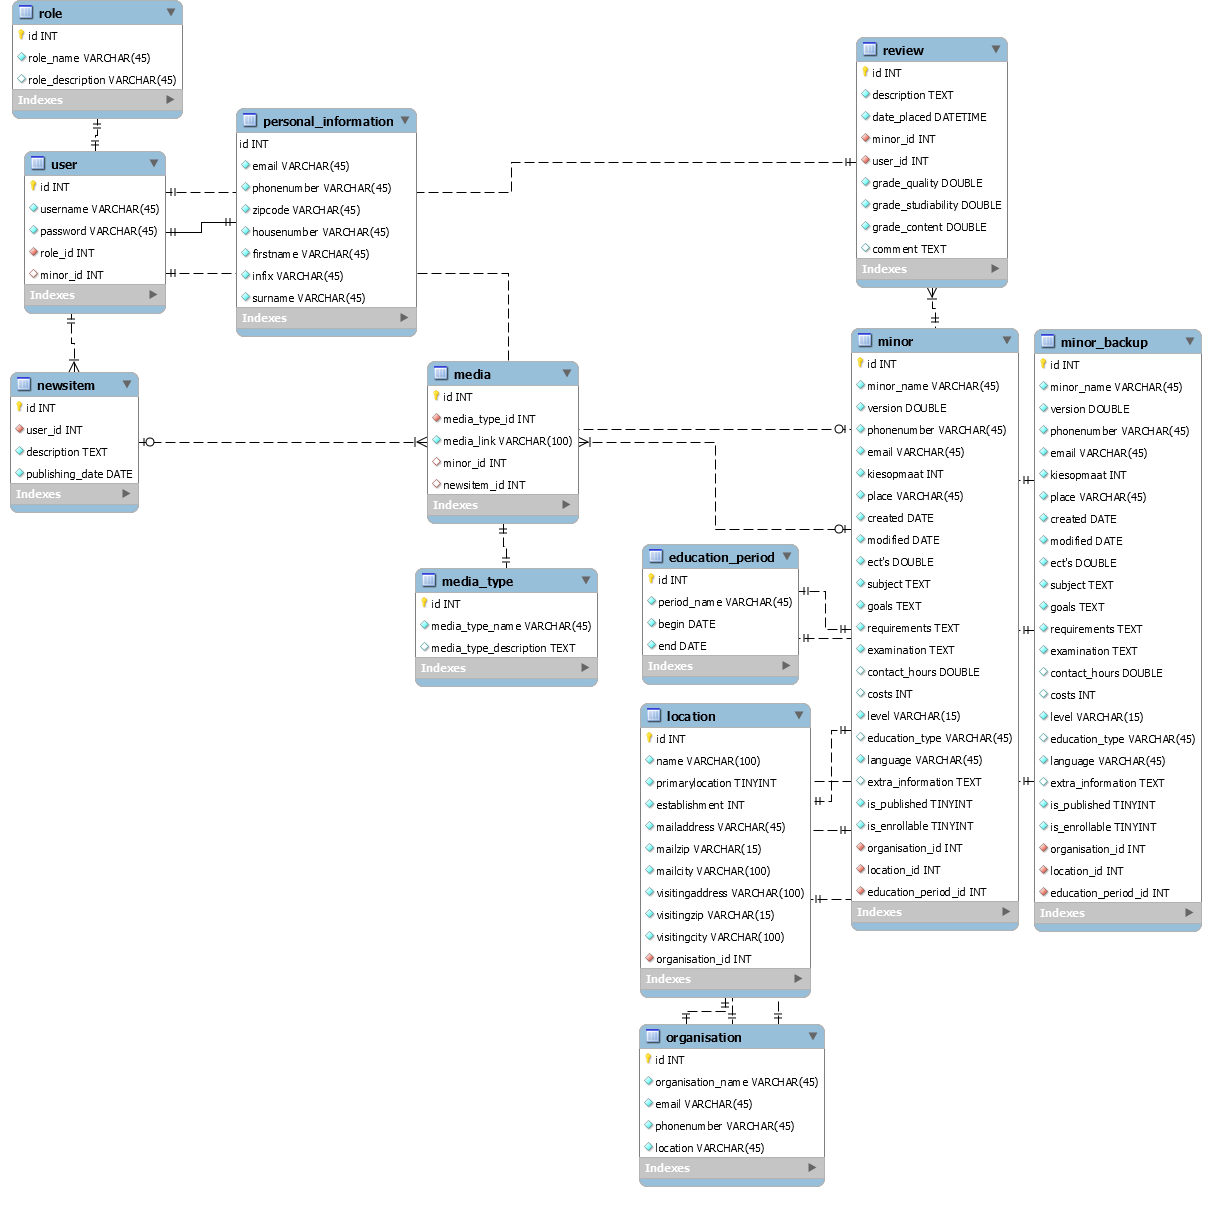 role
id INT
role_name VARCHAR(45)
role_description VARCHAR(45)
Indexes
user
id INT
username VARCHAR(45)
password VARCHAR(45)
role_id INT
minor_id INT
Indexes
personal_information
id INT
email VARCHAR(45)
phonenumber VARCHAR(45)
zipcode VARCHAR(45)
housenumber VARCHAR(45)
firstname VARCHAR(45)
infix VARCHAR(45)
surname VARCHAR(45)
Indexes
review
id INT
description TEXT
date_placed DATETIME
minor_id INT
user_id INT
grade_quality DOUBLE
grade_studiability DOUBLE
grade_content DOUBLE
comment TEXT
Indexes
newsitem
id INT
user_id INT
description TEXT
publishing_date DATE
Indexes
media
id INT
media_type_id INT
media_link VARCHAR(100)
minor_id INT
newsitem_id INT
Indexes
media_type
id INT
media_type_name VARCHAR(45)
media_type_description TEXT
Indexes
education_period
id INT
period_name VARCHAR(45)
begin DATE
end DATE
Indexes
minor
id INT
minor_name VARCHAR(45)
version DOUBLE
phonenumber VARCHAR(45)
email VARCHAR(45)
kiesopmaat INT
place VARCHAR(45)
created DATE
modified DATE
ect's DOUBLE
subject TEXT
goals TEXT
requirements TEXT
examination TEXT
contact_hours DOUBLE
costs INT
level VARCHAR(15)
education_type VARCHAR(45)
language VARCHAR(45)
extra_information TEXT
is_published TINYINT
is_enrollable TINYINT
organisation_id INT
location_id INT
education_period_id INT
Indexes
minor_backup
id INT
minor_name VARCHAR(45)
version DOUBLE
phonenumber VARCHAR(45)
email VARCHAR(45)
kiesopmaat INT
place VARCHAR(45)
created DATE
modified DATE
ect's DOUBLE
subject TEXT
goals TEXT
requirements TEXT
examination TEXT
contact_hours DOUBLE
costs INT
level VARCHAR(15)
education_type VARCHAR(45)
language VARCHAR(45)
extra_information TEXT
is_published TINYINT
is_enrollable TINYINT
organisation_id INT
location_id INT
education_period_id INT
Indexes
location
id INT
name VARCHAR(100)
primarylocation TINYINT
establishment INT
mailaddress VARCHAR(45)
mailzip VARCHAR(15)
mailcity VARCHAR(100)
visitingaddress VARCHAR(100)
visitingzip VARCHAR(15)
visitingcity VARCHAR(100)
organisation_id INT
Indexes
organisation
id INT
organisation_name VARCHAR(45)
email VARCHAR(45)
phonenumber VARCHAR(45)
location VARCHAR(45)
Indexes